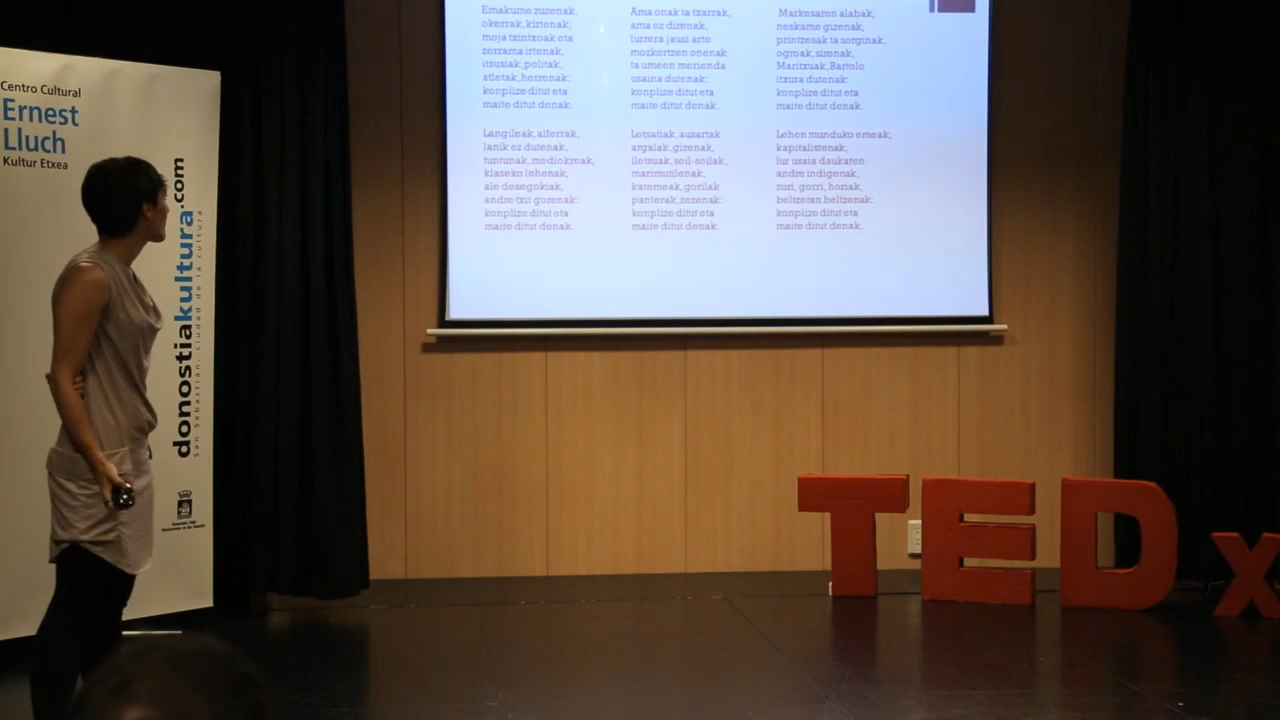 Centro Cultural
Ernest
Lluch
Kultur Etxea
donostiakultura.com
San Sebastián, ciudad de la cultura
Emakume zuzenak,
okerrak, kirtenak,
moja txintxoak eta
zerrama irtenak,
itsusiak, politak,
atletak, herrenak:
konplize ditut eta
maite ditut denak.
Ama onak ta txarrak,
ama ez direnak,
lurrera jausi arte
mozkortzen onenak
ta umeen merienda
usaina dutenak:
konplize ditut eta
maite ditut denak.
Markesaren alabak,
neskame gizenak,
printzesak ta sorginak,
ogroak, sirenak,
Maritxuak, Bartolo
itxura dutenak:
konplize ditut eta
maite ditut denak.
Langileak, alferrak,
lanik ez dutenak,
tuntunak, mediokreak,
klaseko lehenak,
ale desegokiak,
andre txit gorenak:
konplize ditut eta
maite ditut denak.
Lotsatiak, ausartak
argalak, gizenak,
iletsuak, soil-soilak,
marimutilenak,
katemeak, gorilak
panterak, zezenak:
konplize ditut eta
maite ditut denak.
Lehen munduko emeak,
kapitalistenak,
lur usaia daukaten
andre indigenak,
zuri, gorri, horiak,
beltzetan beltzenak:
konplize ditut eta
maite ditut denak.
TEDx